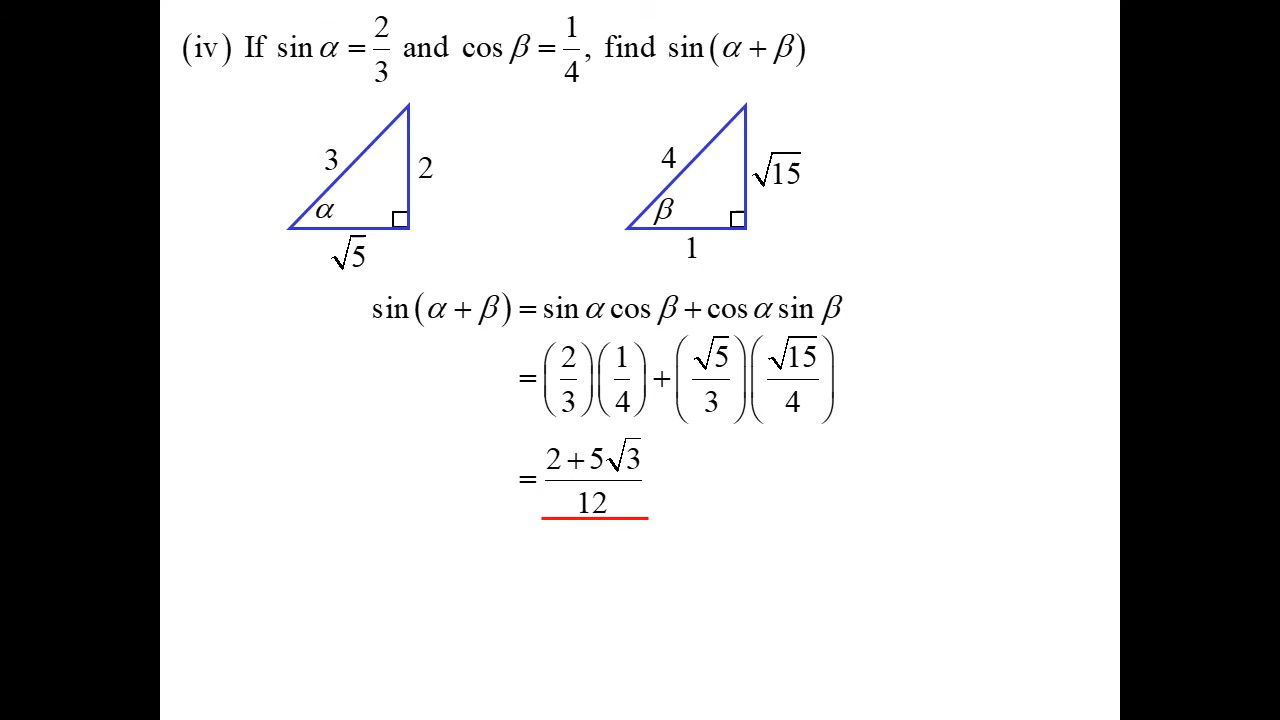 (iv) If sin α = 2/3 and cos β = 1/4, find sin(α + β)
3
2
α
√5
4
√15
β
1
sin(α + β) = sin α cos β + cos α sin β
= (2/3)(1/4) + (√5/3)(√15/4)
= (2 + 5√3)/12